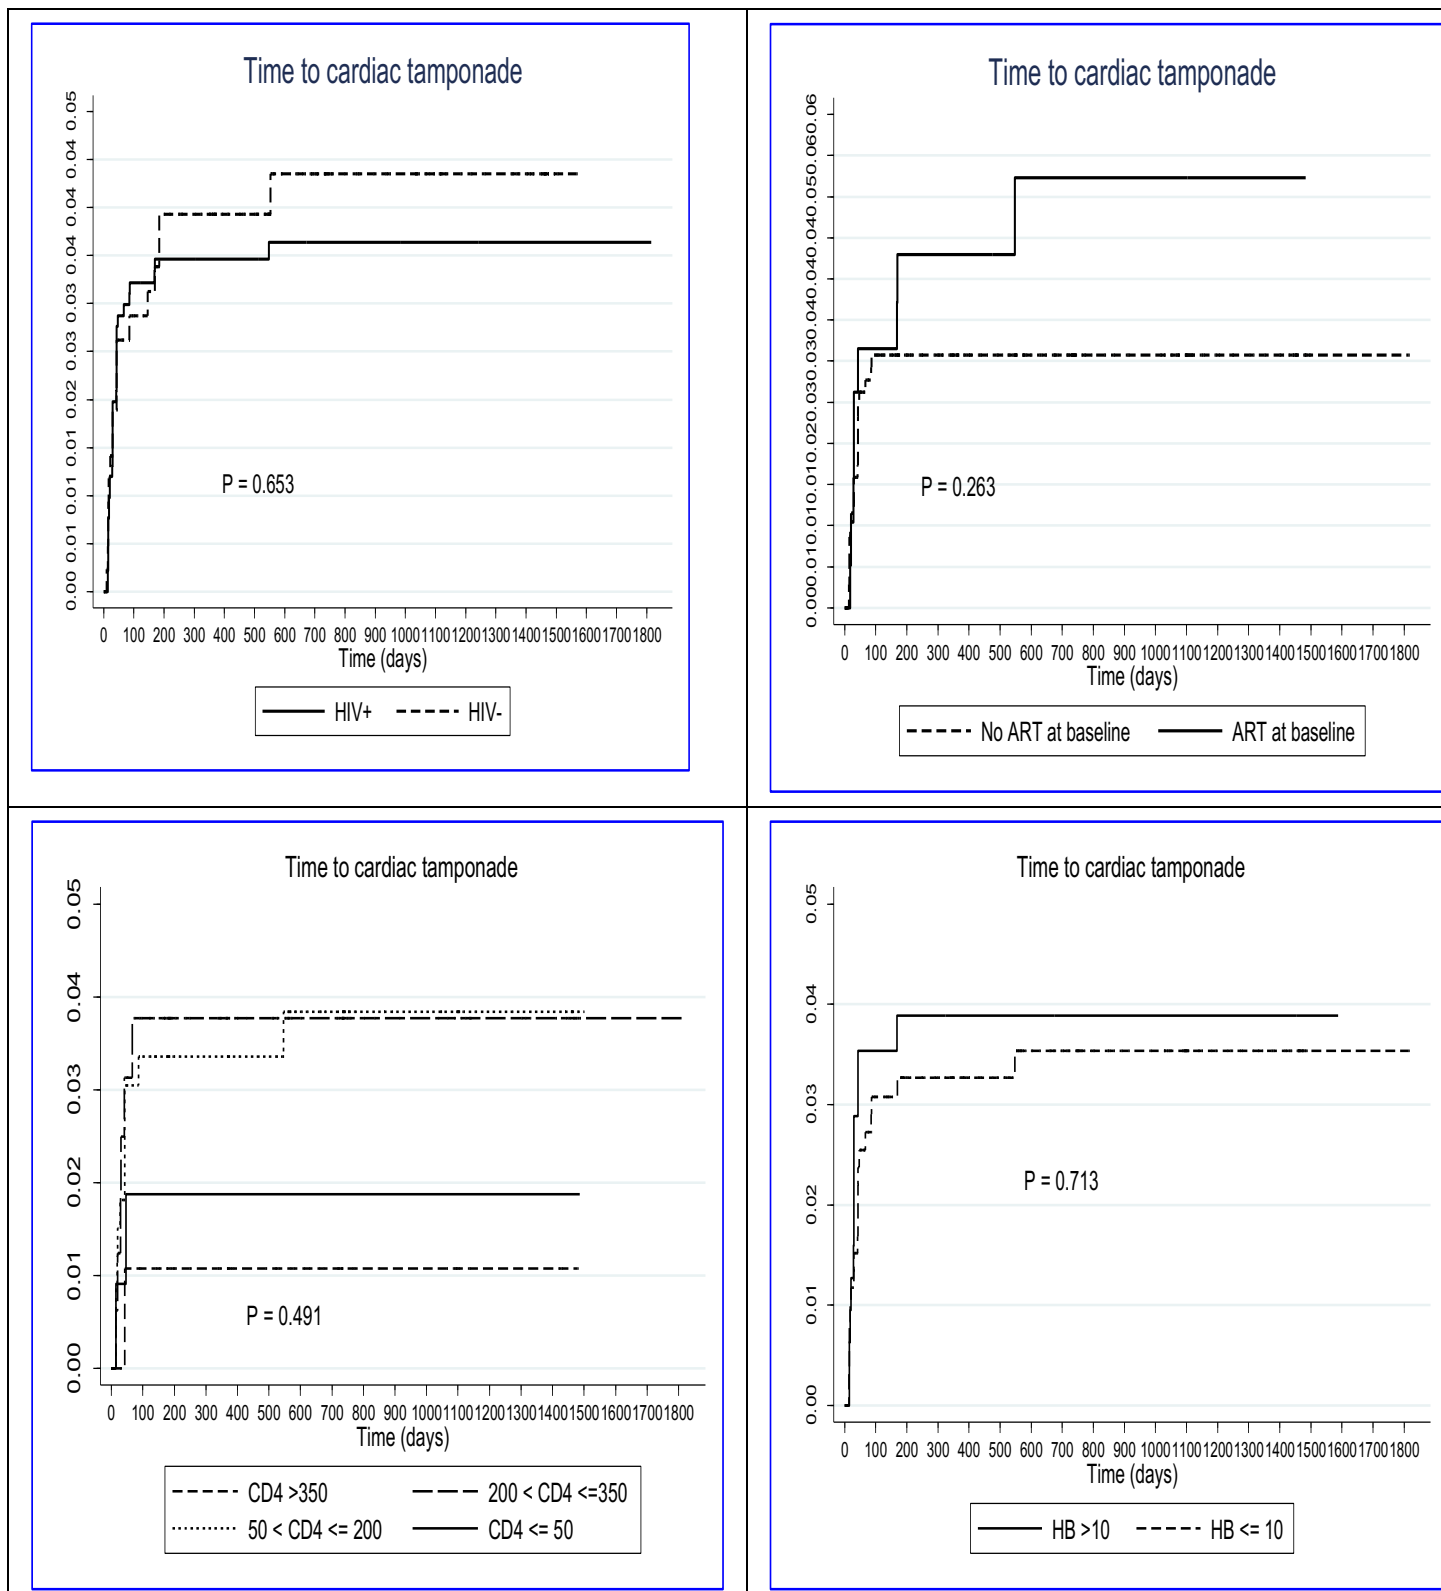 Time to cardiac tamponade
0.05
0.04
0.04
0.04
0.03
0.03
0.02
0.01
0.01
0.01
0.00
P = 0.653
0 100 200 300 400 500 600 700 800 900 1000 1100 1200 1300 1400 1500 1600 1700 1800
Time (days)
HIV+ HIV-
Time to cardiac tamponade
0.000.010.010.020.030.030.040.040.040.050.060.06
P = 0.263
0 100 200 300 400 500 600 700 800 900 1000 1100 1200 1300 1400 1500 1600 1700 1800
Time (days)
No ART at baseline ART at baseline
Time to cardiac tamponade
0.05
0.04
0.03
0.02
0.01
0.00
P = 0.491
0 100 200 300 400 500 600 700 800 900 1000 1100 1200 1300 1400 1500 1600 1700 1800
Time (days)
CD4 >350 200 < CD4 <=350
50 < CD4 <= 200 CD4 <= 50
Time to cardiac tamponade
0.05
0.04
0.03
0.02
0.01
0.00
P = 0.713
0 100 200 300 400 500 600 700 800 900 1000 1100 1200 1300 1400 1500 1600 1700 1800
Time (days)
HB >10 HB <= 10